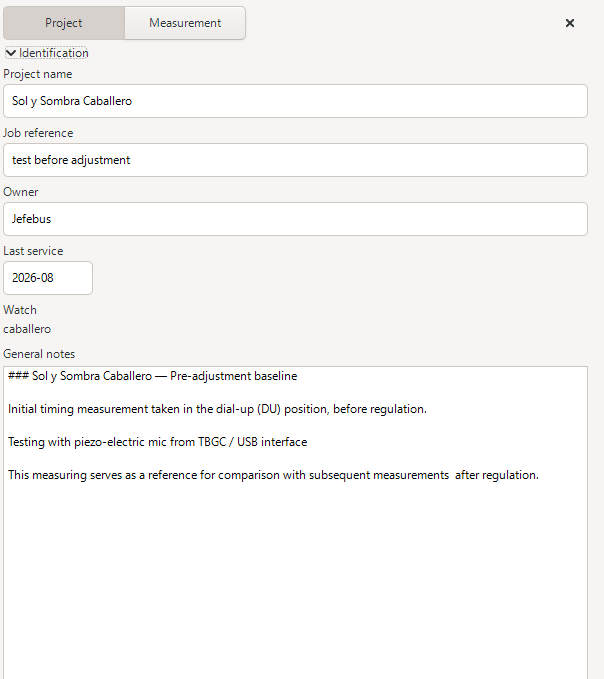 Project Measurement
Identification
Project name
Sol y Sombra Caballero
Job reference
test before adjustment
Owner
Jefebus
Last service
2026-08
Watch
caballero
General notes
### Sol y Sombra Caballero — Pre-adjustment baseline
Initial timing measurement taken in the dial-up (DU) position, before regulation.
Testing with piezo-electric mic from TBGC / USB interface
This measuring serves as a reference for comparison with subsequent measurements  after regulation.